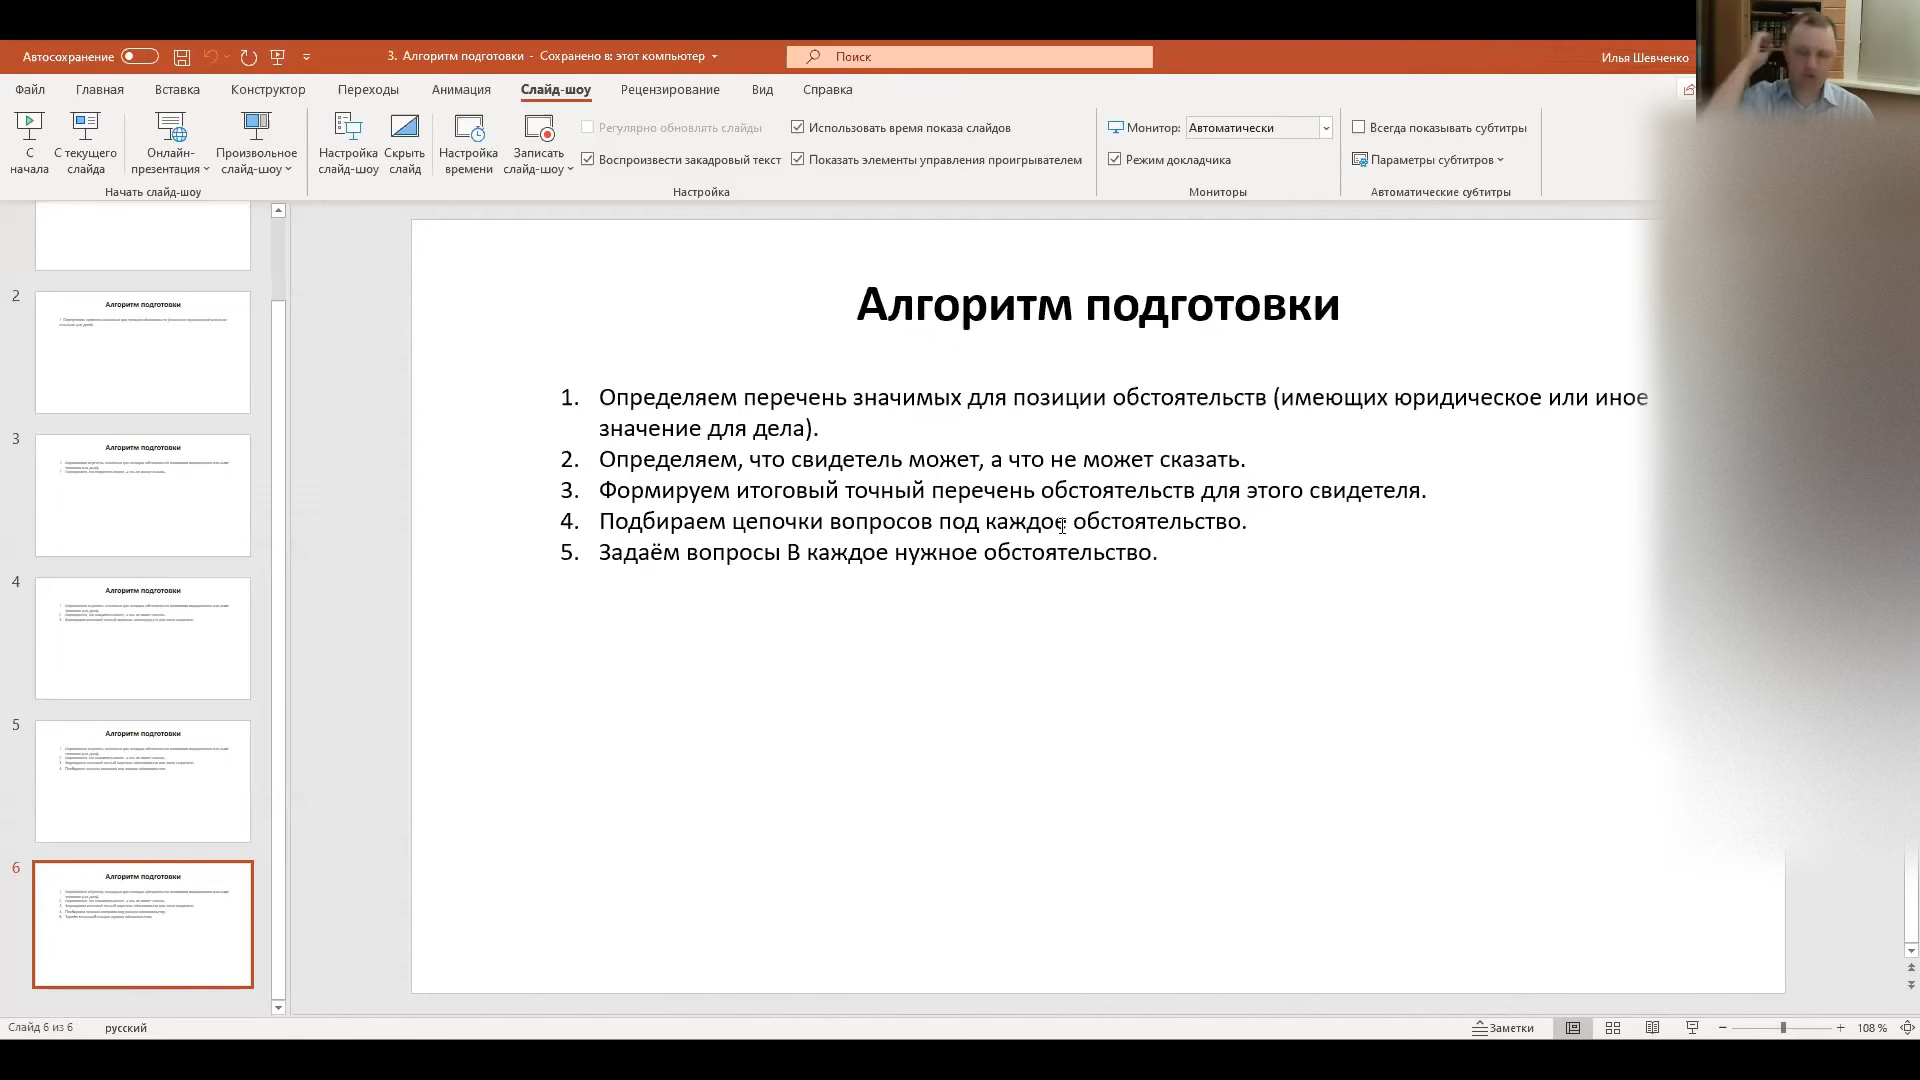 Автосохранение
3. Алгоритм подготовки - Сохранено в: этот компьютер
Поиск
Илья Шевченко
Файл Главная Вставка Конструктор Переходы Анимация Слайд-шоу Рецензирование Вид Справка
С начала
С текущего слайда
Онлайн-презентация
Произвольное слайд-шоу
Начать слайд-шоу
Настройка слайд-шоу
Скрыть слайд
Настройка времени
Записать слайд-шоу
Регулярно обновлять слайды
Воспроизвести закадровый текст
Использовать время показа слайдов
Показать элементы управления проигрывателем
Настройка
Монитор: Автоматически
Режим докладчика
Мониторы
Всегда показывать субтитры
Параметры субтитров
Автоматические субтитры
2
Алгоритм подготовки
3
Алгоритм подготовки
4
Алгоритм подготовки
5
Алгоритм подготовки
6
Алгоритм подготовки
Алгоритм подготовки
1. Определяем перечень значимых для позиции обстоятельств (имеющих юридическое или иное
значение для дела).
2. Определяем, что свидетель может, а что не может сказать.
3. Формируем итоговый точный перечень обстоятельств для этого свидетеля.
4. Подбираем цепочки вопросов под каждое обстоятельство.
5. Задаём вопросы В каждое нужное обстоятельство.
Слайд 6 из 6
русский
Заметки
108 %